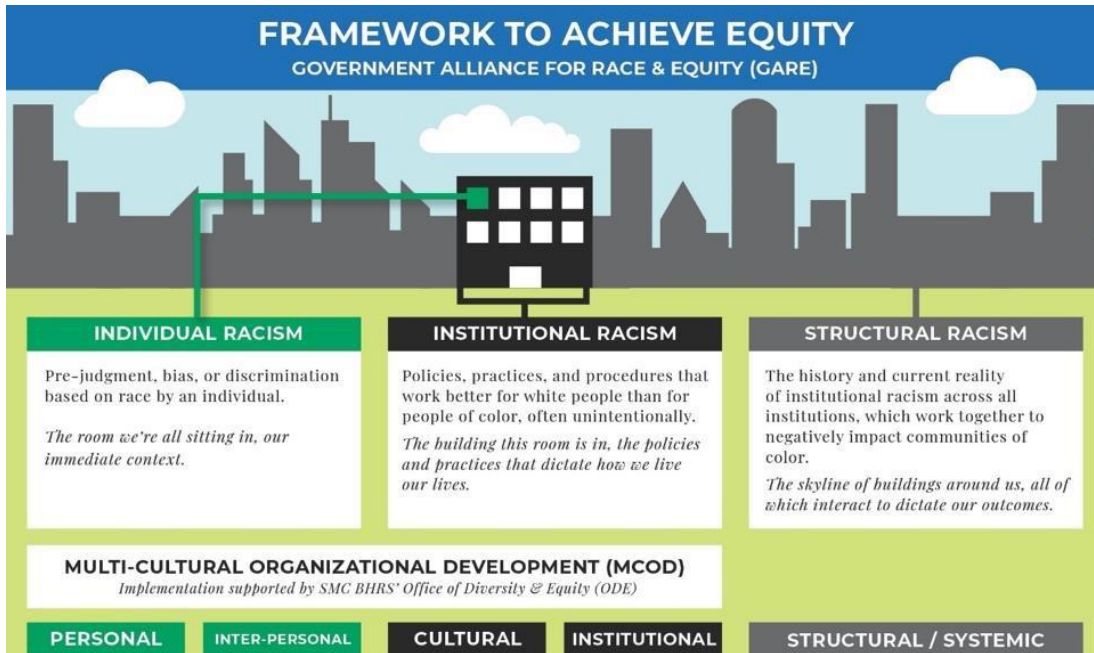 FRAMEWORK TO ACHIEVE EQUITY
GOVERNMENT ALLIANCE FOR RACE & EQUITY (GARE)
INDIVIDUAL RACISM
Pre-judgment, bias, or discrimination
based on race by an individual.
The room we're all sitting in, our
immediate context.
INSTITUTIONAL RACISM
Policies, practices, and procedures that
work better for white people than for
people of color, often unintentionally.
The building this room is in, the policies
and practices that dictate how we live
our lives.
STRUCTURAL RACISM
The history and current reality
of institutional racism across all
institutions, which work together to
negatively impact communities of
color.
The skyline of buildings around us, all of
which interact to dictate our outcomes.
MULTI-CULTURAL ORGANIZATIONAL DEVELOPMENT (MCOD)
Implementation supported by SMC BHRS' Office of Diversity & Equity (ODE)
PERSONAL
INTER-PERSONAL
CULTURAL
INSTITUTIONAL
STRUCTURAL / SYSTEMIC